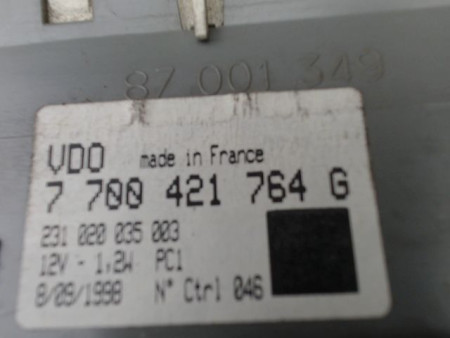 87 001 349
VDO made in France
7 700 421 764 G
231 020 035 003
12V - 1,2W PC1
8/09/1998 N° Ctrl 046